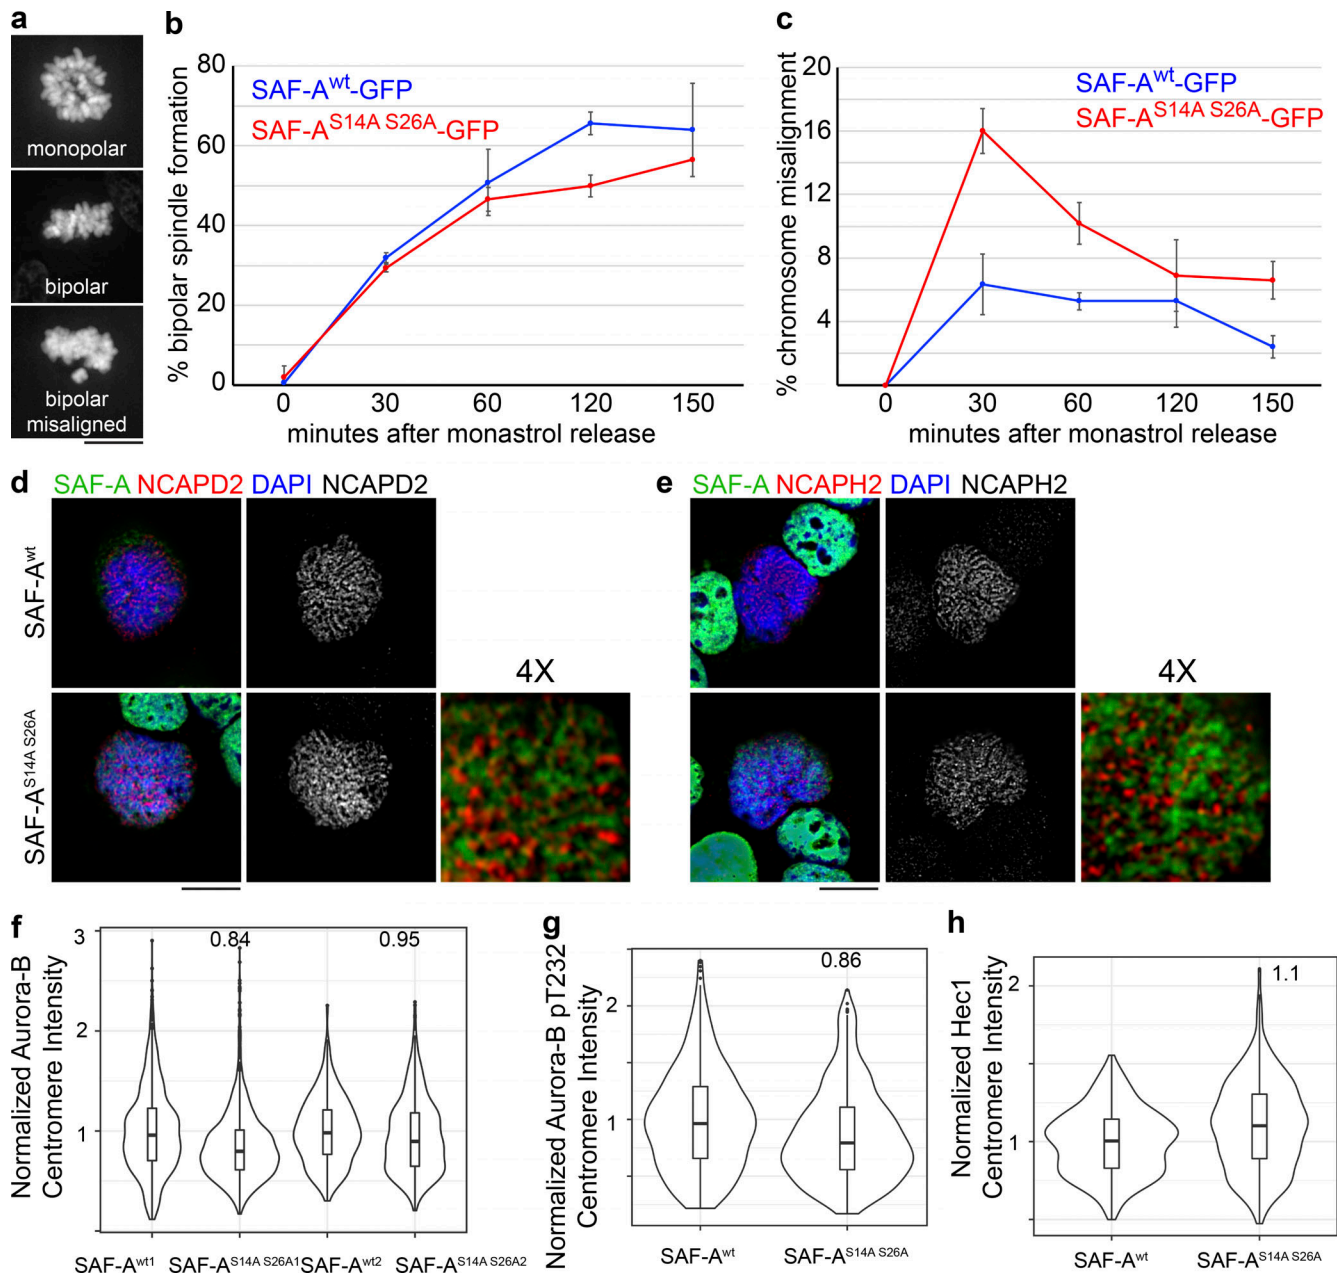 a
monopolar
bipolar
bipolar
misaligned
b
% bipolar spindle formation
80
60
40
20
0
SAF-A^wt-GFP
SAF-A^S14A S26A-GFP
0 30 60 120 150
minutes after monastrol release
c
% chromosome misalignment
20
16
12
8
4
SAF-A^wt-GFP
SAF-A^S14A S26A-GFP
0 30 60 120 150
minutes after monastrol release
d
SAF-A NCAPD2 DAPI NCAPD2
SAF-A^wt
SAF-A^S14A S26A
4X
e
SAF-A NCAPH2 DAPI NCAPH2
4X
f
Normalized Aurora-B
Centromere Intensity
3
2
1
0.84
0.95
SAF-A^wt1 SAF-A^S14A S26A1 SAF-A^wt2 SAF-A^S14A S26A2
g
Normalized Aurora-B pT232
Centromere Intensity
2
1
0.86
SAF-A^wt SAF-A^S14A S26A
h
Normalized Hec1
Centromere Intensity
2
1
1.1
SAF-A^wt SAF-A^S14A S26A